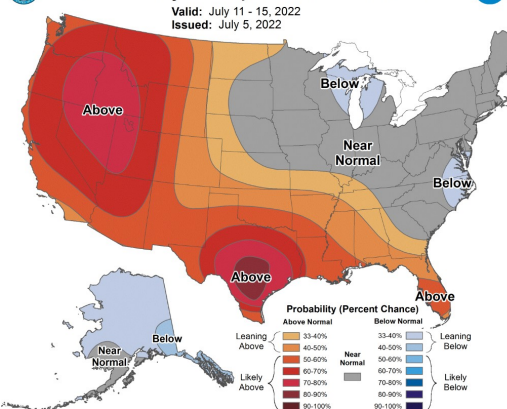 Valid: July 11 - 15, 2022
Issued: July 5, 2022
Above
Below
Near
Normal
Below
Above
Above
Near
Normal
Below
Probability (Percent Chance)
Above Normal
Below Normal
Leaning
Above
33-40%
40-50%
Likely
Above
50-60%
60-70%
70-80%
80-90%
90-100%
Near
Normal
33-40%
40-50%
Leaning
Below
50-60%
60-70%
70-80%
80-90%
90-100%
Likely
Below